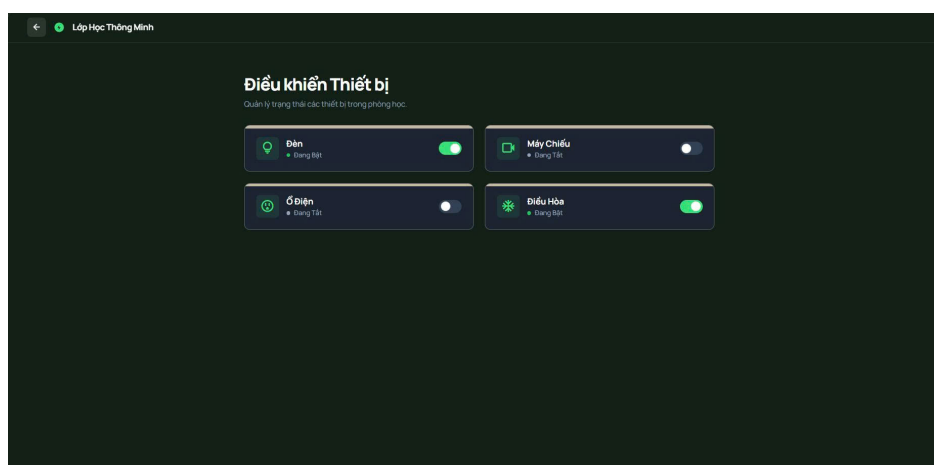 Lớp Học Thông Minh
Điều khiển Thiết bị
Quản lý trạng thái các thiết bị trong phòng học.
Đèn
Đang Bật
Máy Chiếu
Đang Tắt
Ổ Điện
Đang Tắt
Điều Hòa
Đang Bật